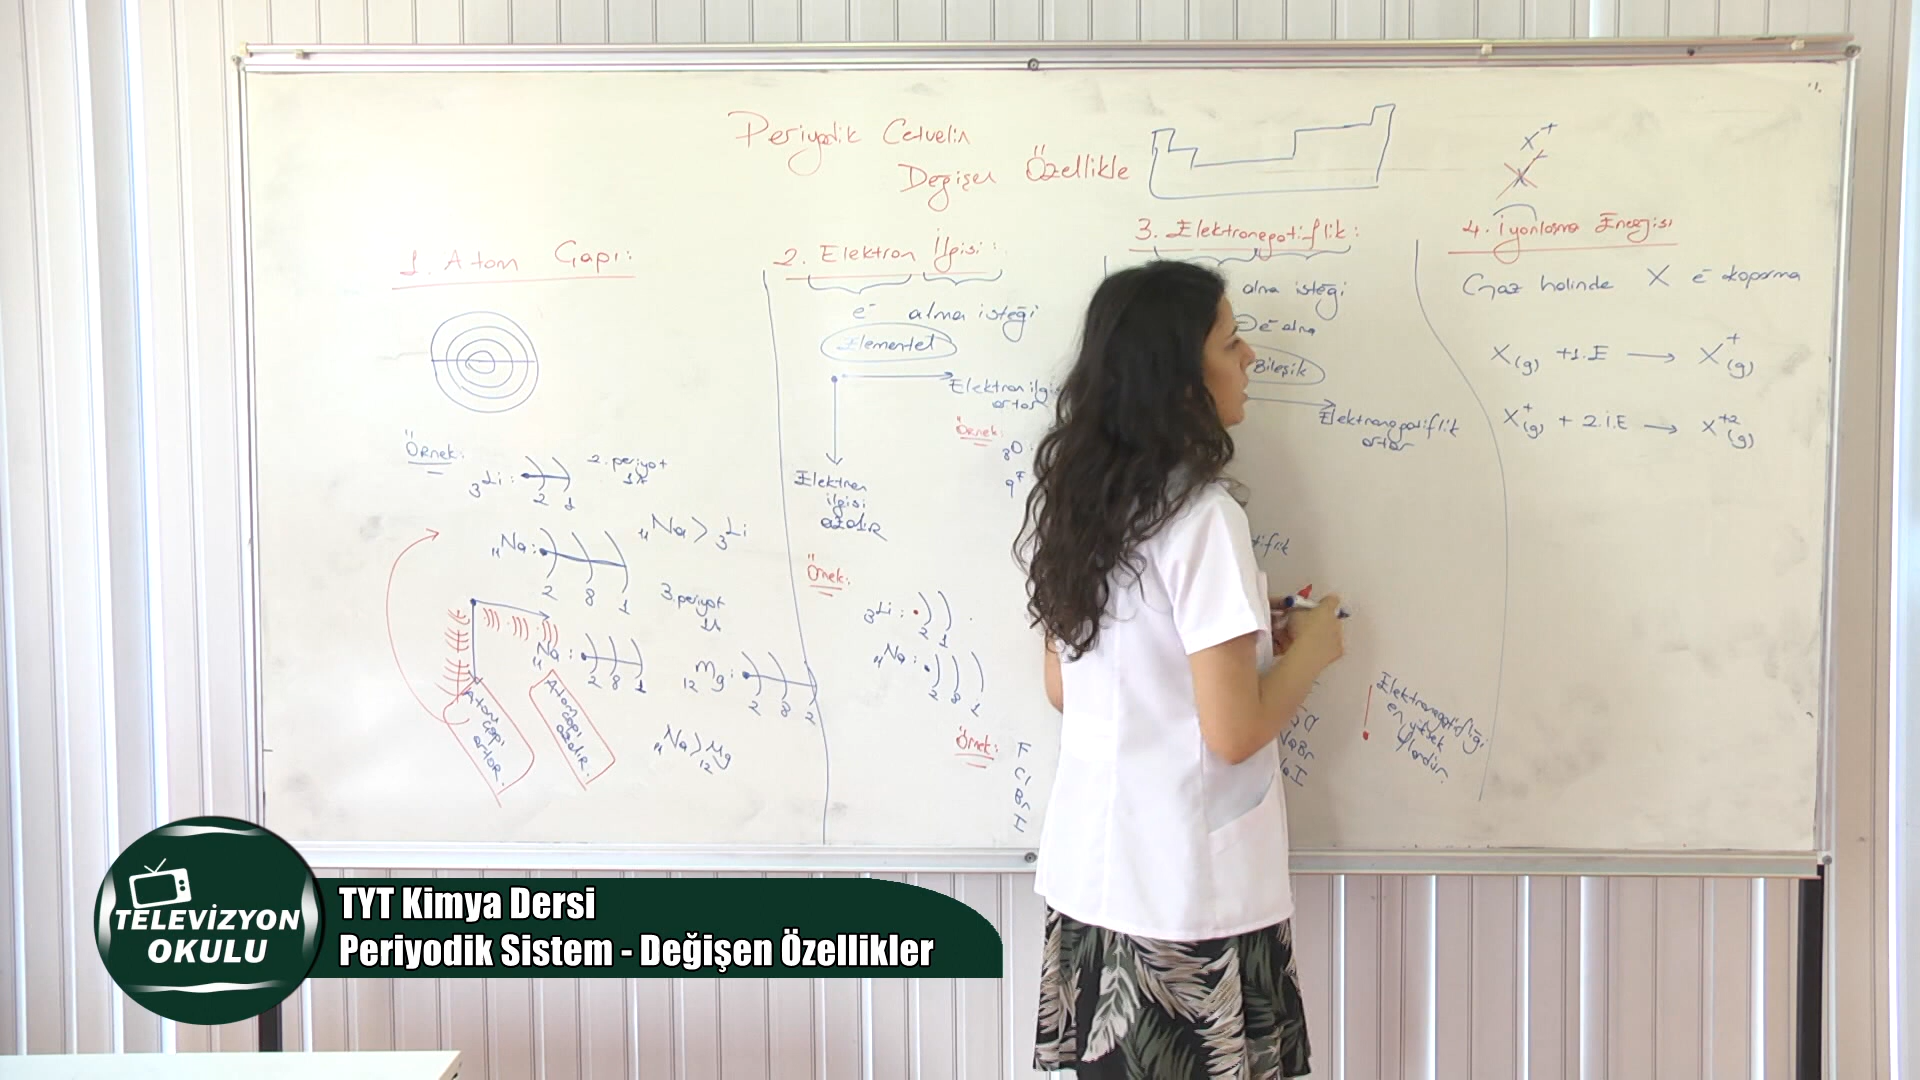 Periyodik Cetvelin
Değişen Özellikle
1. Atom Çapı:
Örnek:
3Li:
2 1
2. periyot
1A
11Na:
2 8 1
11Na > 3Li
3. periyot
1A
11Na:
2 8 1
12Mg:
2 8 2
Atom
Çapı
artar.
Atom
Çapı
azalır.
11Na > 12Mg
2. Elektron İlgisi:
e- alma isteği
Elementel
Elektron ilgi
artar
Elektron
ilgisi
azalır
Örnek:
8O:
9F
Örnek:
3Li:
2 1
11Na:
2 8 1
Örnek:
F
Cl
Br
I
3. Elektronegatiflik:
alma isteği
e- alma
Bileşik
Elektronegatiflik
artar
tiflik
Elektronegatifliği
en yüksek
Flordur.
4. İyonlaşma Enerjisi
X+
X-
Gaz halinde X e- koparma
X(g) + 1.E → X+(g)
X+(g) + 2.İ.E → X+2(g)
TELEVİZYON
OKULU
TYT Kimya Dersi
Periyodik Sistem - Değişen Özellikler